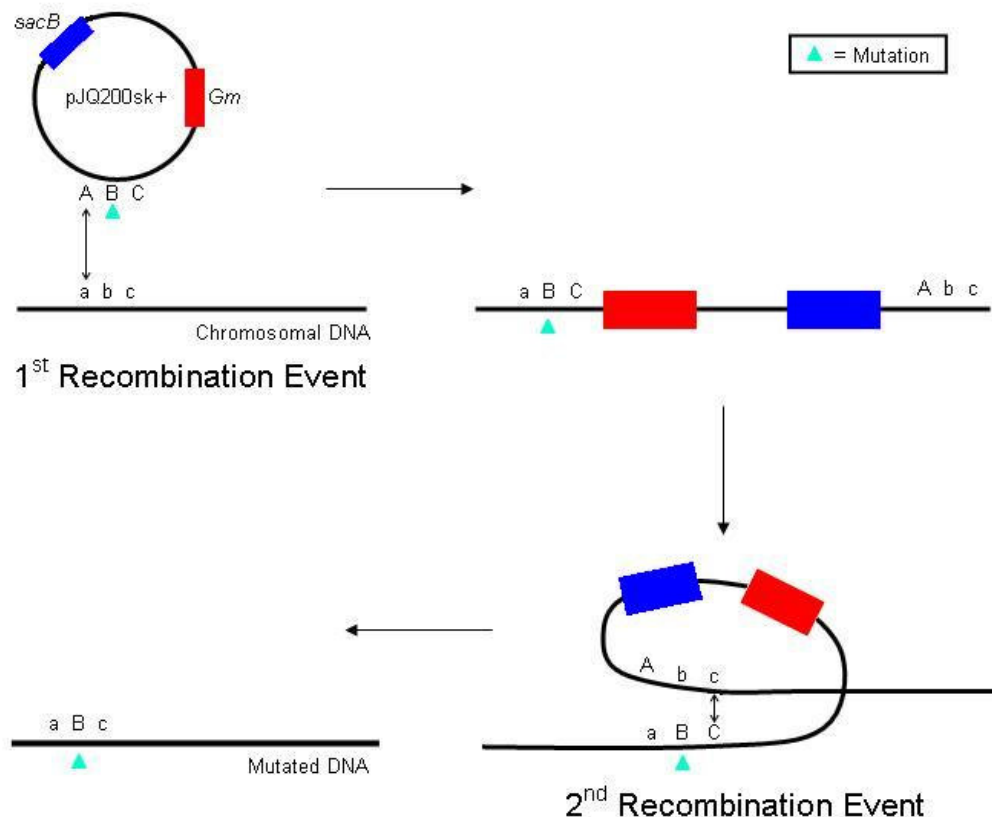 sacB
= Mutation
pJQ200sk+
Gm
A B C
a b c
Chromosomal DNA
1st Recombination Event
a B C
A b c
A b c
a B C
2nd Recombination Event
a B c
Mutated DNA